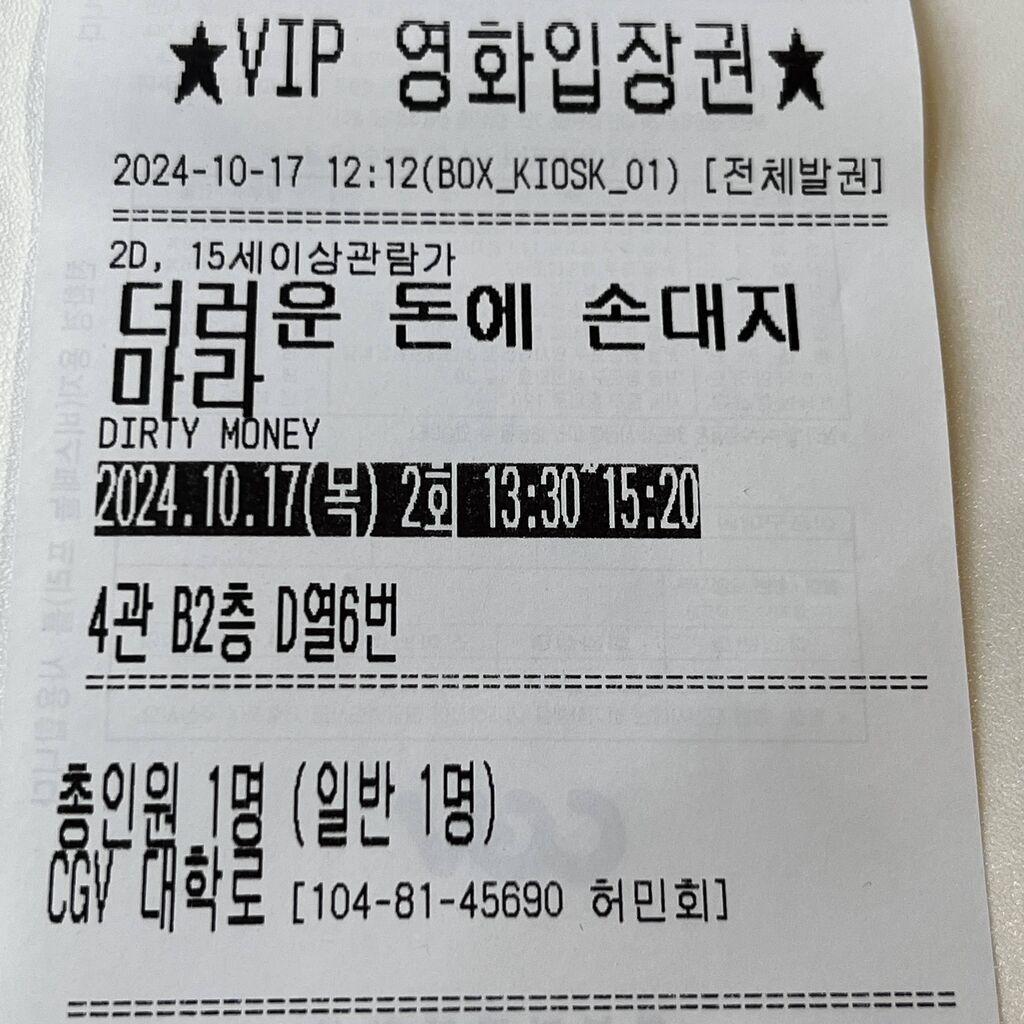 ★VIP 영화입장권★
2024-10-17 12:12(BOX_KIOSK_01) [전체발권]
================================================
2D, 15세이상관람가
더러운 돈에 손대지
마라
DIRTY MONEY
2024.10.17(목) 2회 13:30~15:20
4관 B2층 D열6번
================================================
총인원 1명 (일반 1명)
CGV 대학로 [104-81-45690 허민회]
================================================